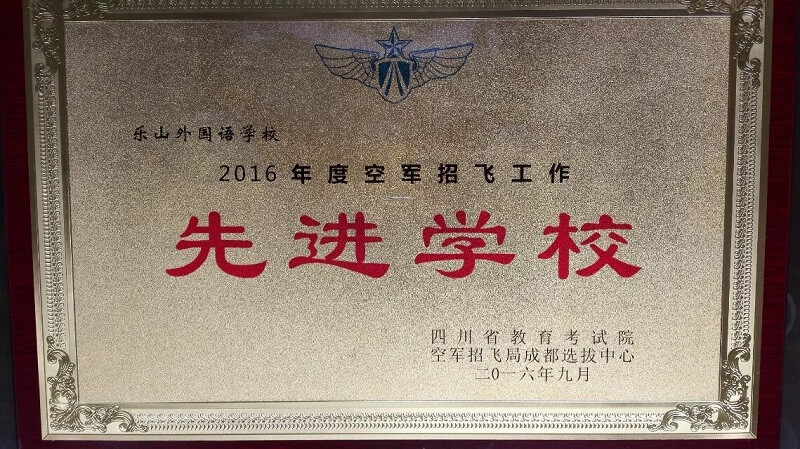 乐山外国语学校
2016年度空军招飞工作
先进学校
四川省教育考试院
空军招飞局成都选拔中心
二〇一六年九月